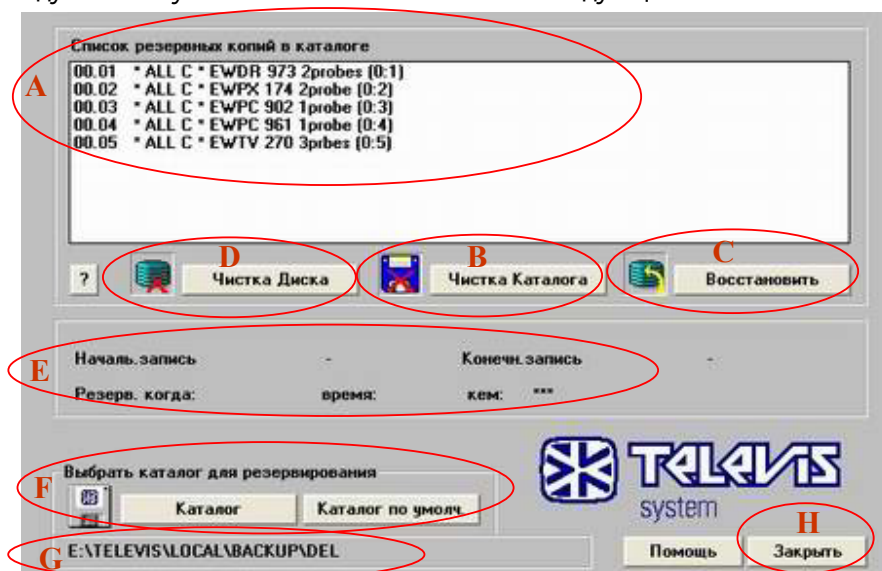 Список резервных копий в каталоге
A
00.01 * ALL C * EWDR 973 2probes (0:1)
00.02 * ALL C * EWPX 174 2probe (0:2)
00.03 * ALL C * EWPC 902 1probe (0:3)
00.04 * ALL C * EWPC 961 1probe (0:4)
00.05 * ALL C * EWTV 270 3prbes (0:5)
D B C
? Чистка Диска Чистка Каталога Восстановить
E
Началь.запись - Конечн.запись -
Резерв. когда: время: кем: ***
Выбрать каталог для резервирования
F
Каталог Каталог по умолч.
TELEVIS
system
H
G E:\TELEVIS\LOCAL\BACKUP\DEL
Помощь Закрыть